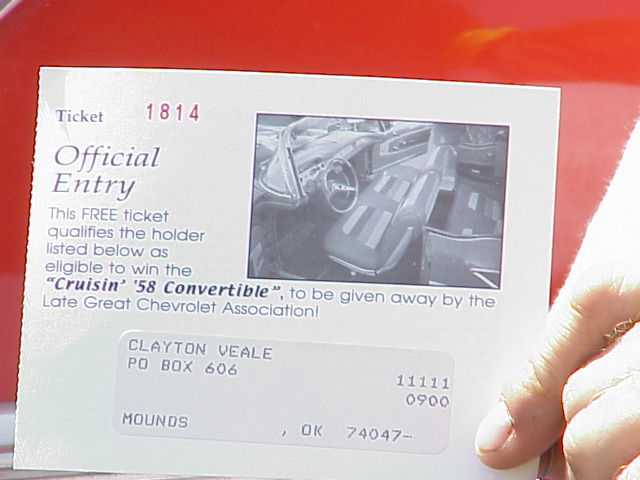 Ticket 1814
Official
Entry
This FREE ticket
qualifies the holder
listed below as
eligible to win the
"Cruisin' '58 Convertible", to be given away by the
Late Great Chevrolet Association!
CLAYTON VEALE
PO BOX 606
11111
0900
MOUNDS , OK 74047-